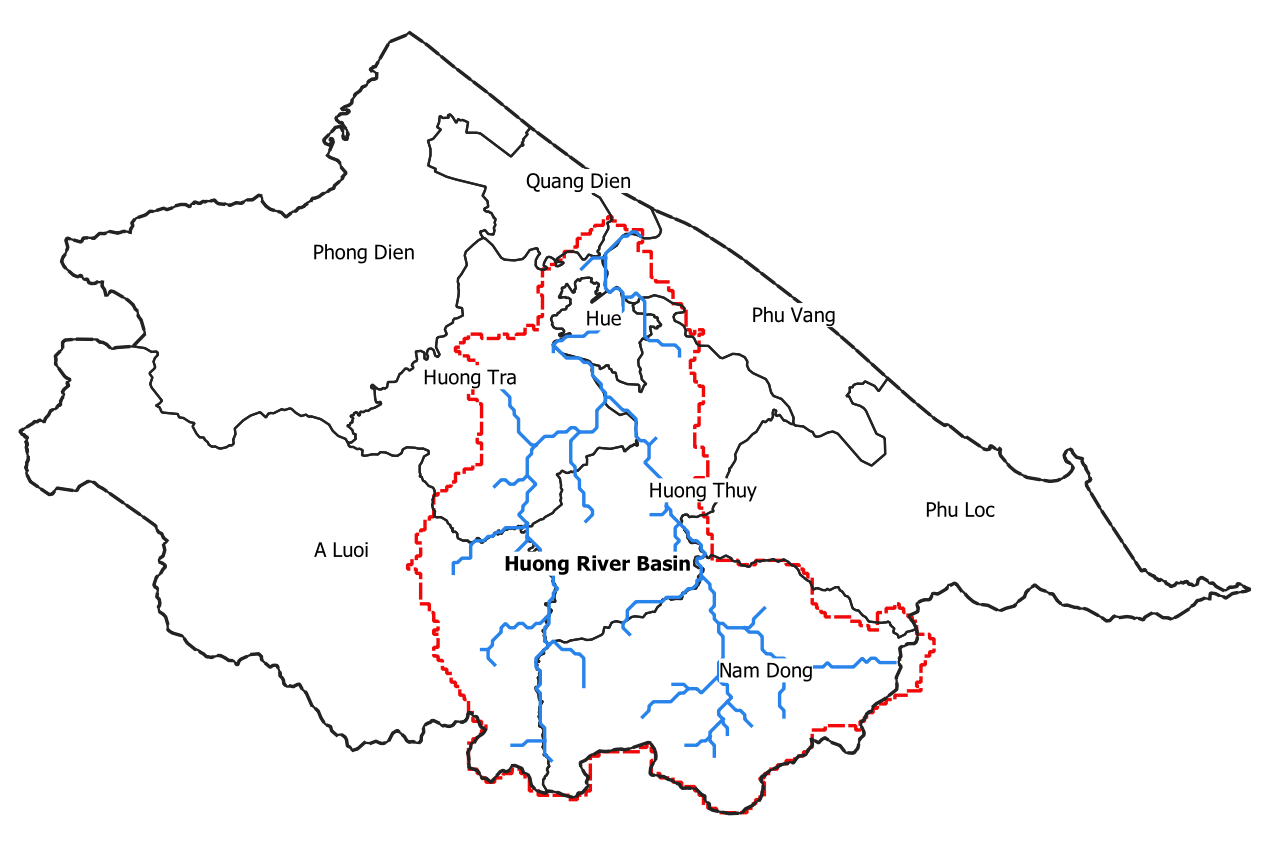 Quang Dien
Phong Dien
Phu Vang
Hue
Huong Tra
Huong Thuy
Phu Loc
A Luoi
Huong River Basin
Nam Dong